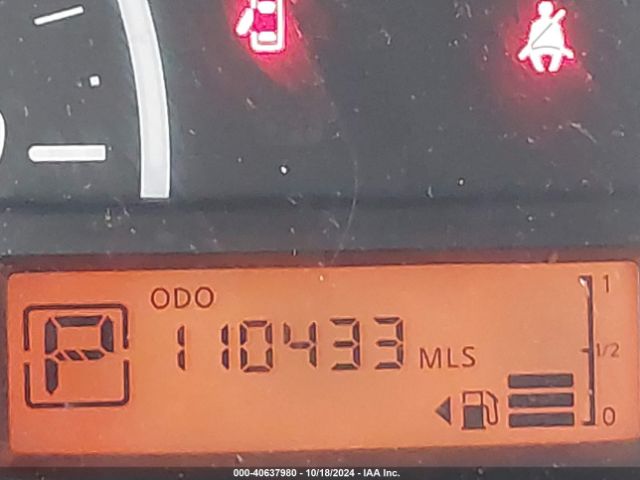 ODO
P
110433 MLS
1
1/2
0
000-40637980 - 10/18/2024 - IAA Inc.